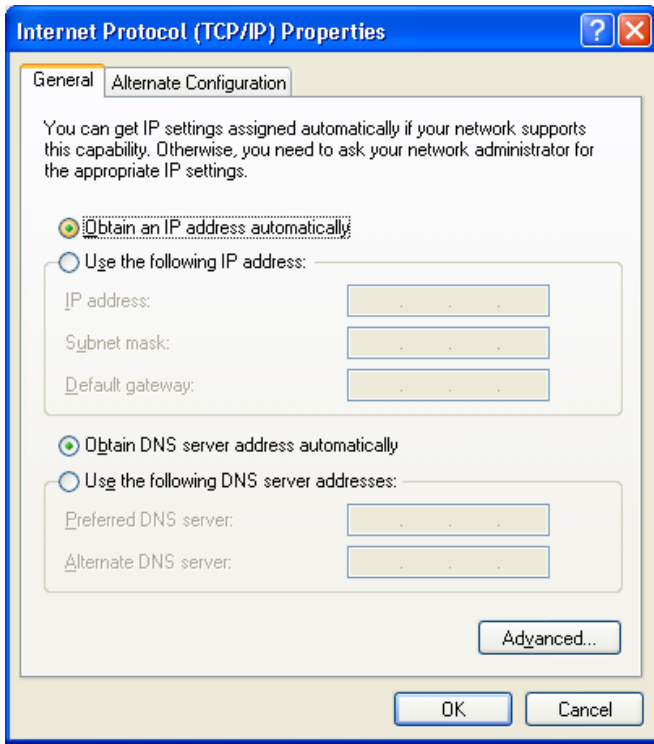 Internet Protocol (TCP/IP) Properties
General
Alternate Configuration
You can get IP settings assigned automatically if your network supports
this capability. Otherwise, you need to ask your network administrator for
the appropriate IP settings.
Obtain an IP address automatically
Use the following IP address:
IP address:
Subnet mask:
Default gateway:
Obtain DNS server address automatically
Use the following DNS server addresses:
Preferred DNS server:
Alternate DNS server:
Advanced...
OK
Cancel